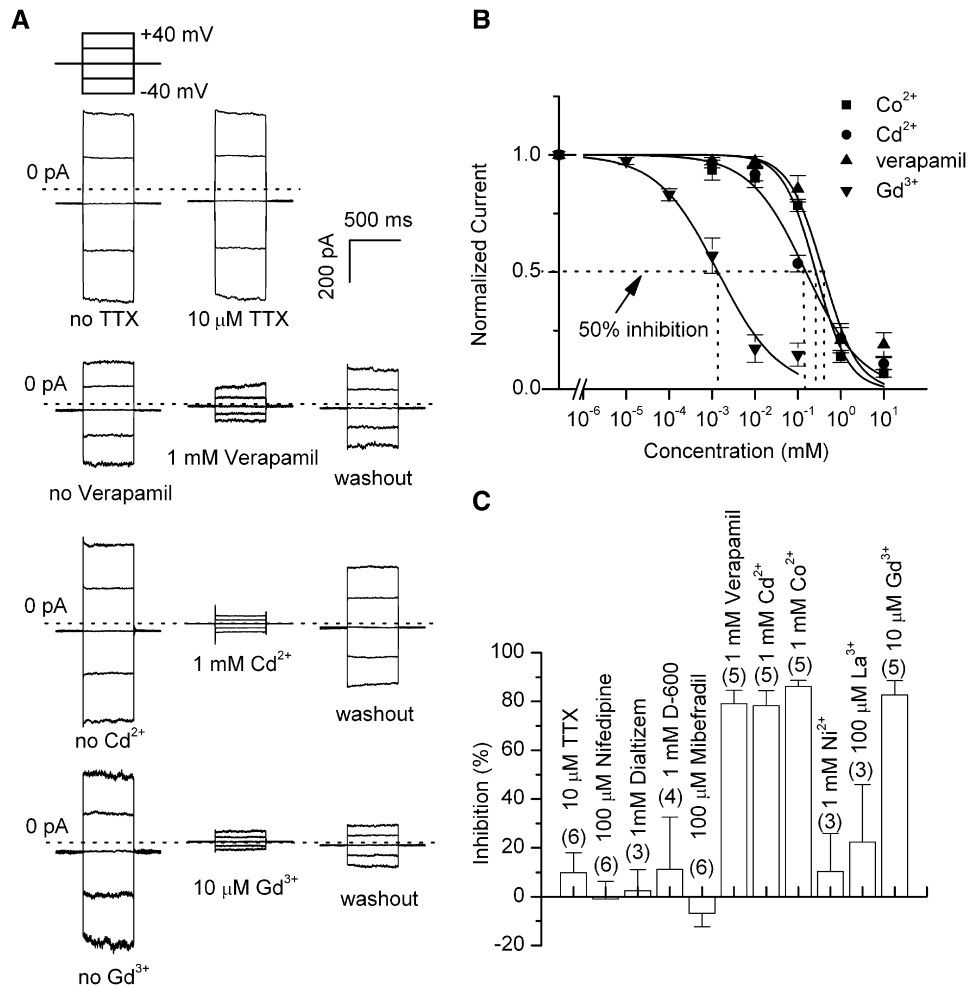 A
+40 mV
-40 mV
0 pA
500 ms
200 pA
no TTX
10 μM TTX
0 pA
1 mM Verapamil
no Verapamil
washout
0 pA
1 mM Cd²⁺
no Cd²⁺
washout
0 pA
10 μM Gd³⁺
no Gd³⁺
washout
B
Co²⁺
Cd²⁺
verapamil
Gd³⁺
Normalized Current
1.0
0.5
0.0
50% inhibition
10⁻⁶ 10⁻⁵ 10⁻⁴ 10⁻³ 10⁻² 10⁻¹ 10⁰ 10¹
Concentration (mM)
C
Inhibition (%)
100
80
60
40
20
0
-20
(6) 10 μM TTX
(6) 100 μM Nifedipine
(3) 1mM Dialtizem
(4) 1 mM D-600
(6) 100 μM Mibefradil
(5) 1 mM Verapamil
(5) 1 mM Cd²⁺
(5) 1 mM Co²⁺
(3) 1 mM Ni²⁺
(3) 100 μM La³⁺
(5) 10 μM Gd³⁺